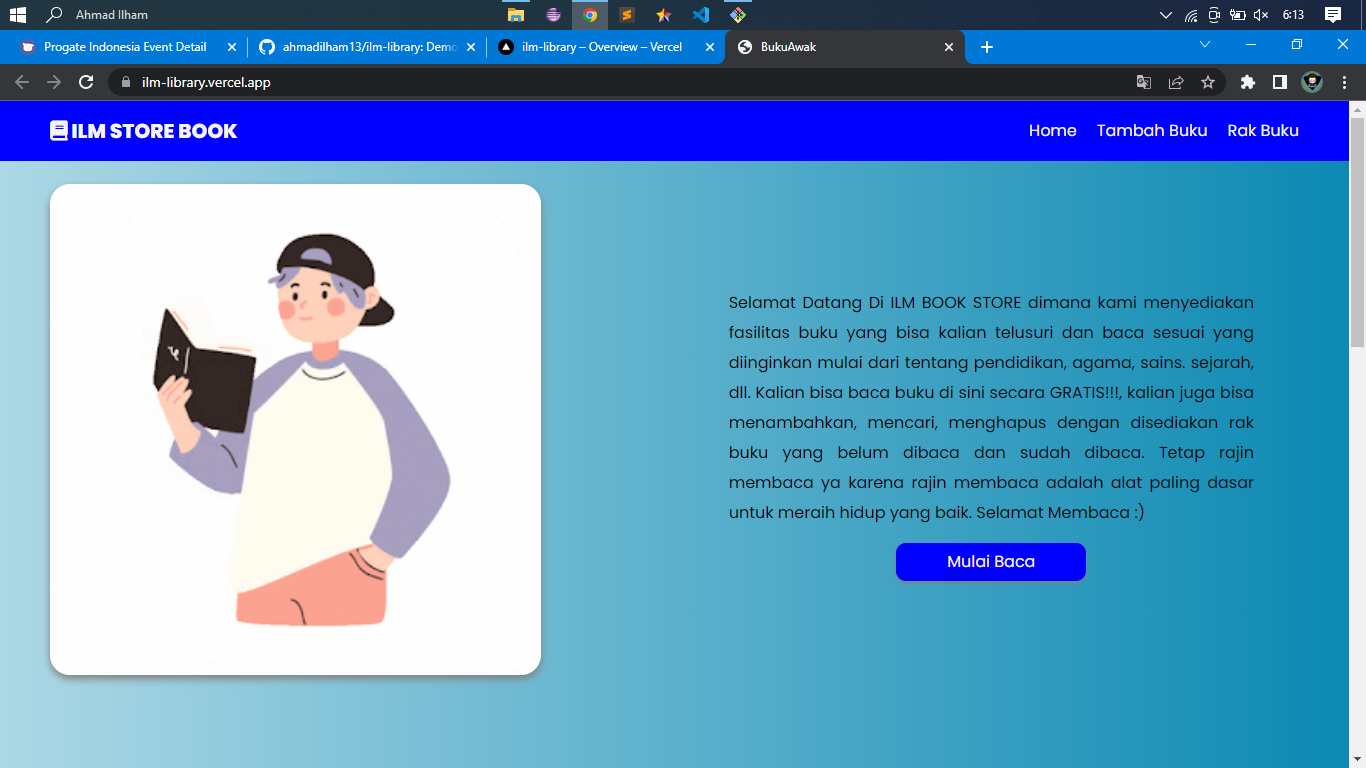 Ahmad Ilham
6:13
Progate Indonesia Event Detail
ahmadilham13/ilm-library: Demo
ilm-library – Overview – Vercel
BukuAwak
ilm-library.vercel.app
ILM STORE BOOK
Home
Tambah Buku
Rak Buku
Selamat Datang Di ILM BOOK STORE dimana kami menyediakan
fasilitas buku yang bisa kalian telusuri dan baca sesuai yang
diinginkan mulai dari tentang pendidikan, agama, sains. sejarah,
dll. Kalian bisa baca buku di sini secara GRATIS!!!, kalian juga bisa
menambahkan, mencari, menghapus dengan disediakan rak
buku yang belum dibaca dan sudah dibaca. Tetap rajin
membaca ya karena rajin membaca adalah alat paling dasar
untuk meraih hidup yang baik. Selamat Membaca :)
Mulai Baca